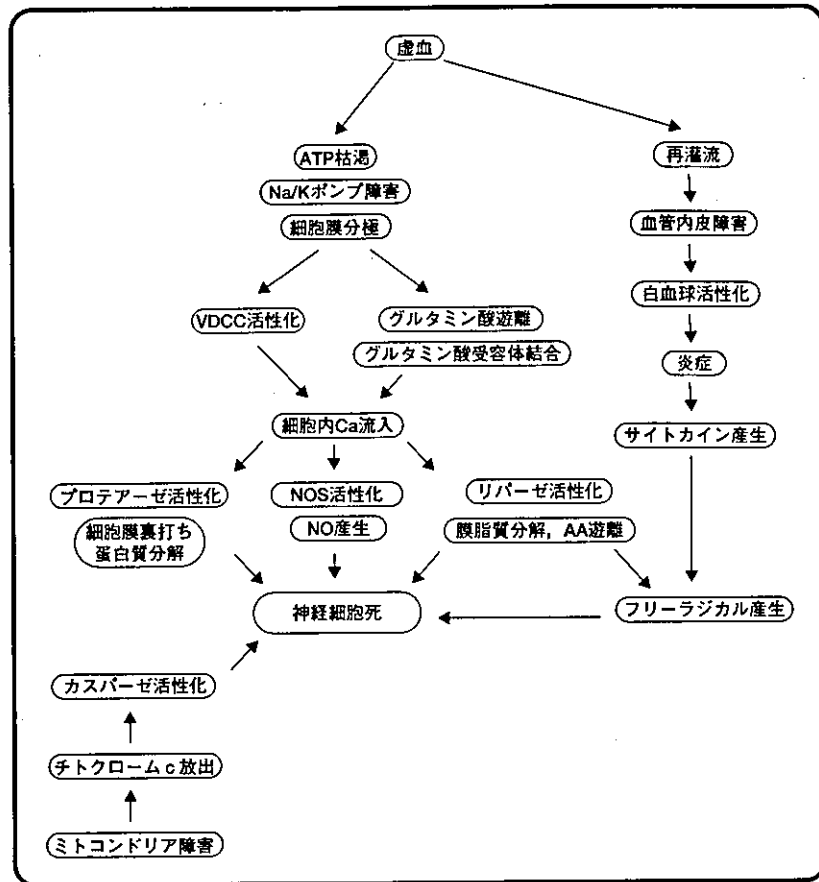 虚血
ATP枯渇
再灌流
Na/Kポンプ障害
細胞膜分極
血管内皮障害
VDCC活性化
グルタミン酸遊離
白血球活性化
グルタミン酸受容体結合
炎症
細胞内Ca流入
サイトカイン産生
プロテアーゼ活性化
NOS活性化
リパーゼ活性化
細胞膜裏打ち
蛋白質分解
NO産生
膜脂質分解，AA遊離
神経細胞死
フリーラジカル産生
カスパーゼ活性化
チトクロームc放出
ミトコンドリア障害